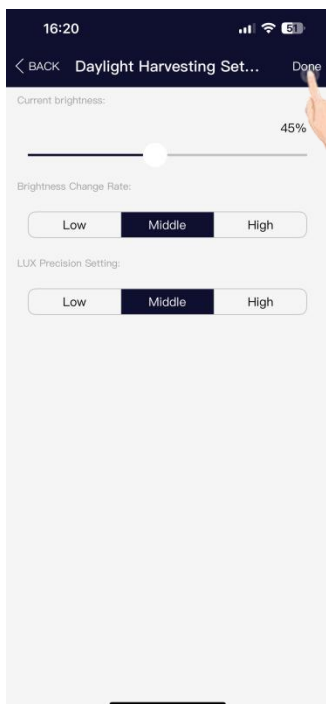 16:20
51
BACK Daylight Harvesting Set... Done
Current brightness:
45%
Brightness Change Rate:
Low Middle High
LUX Precision Setting:
Low Middle High